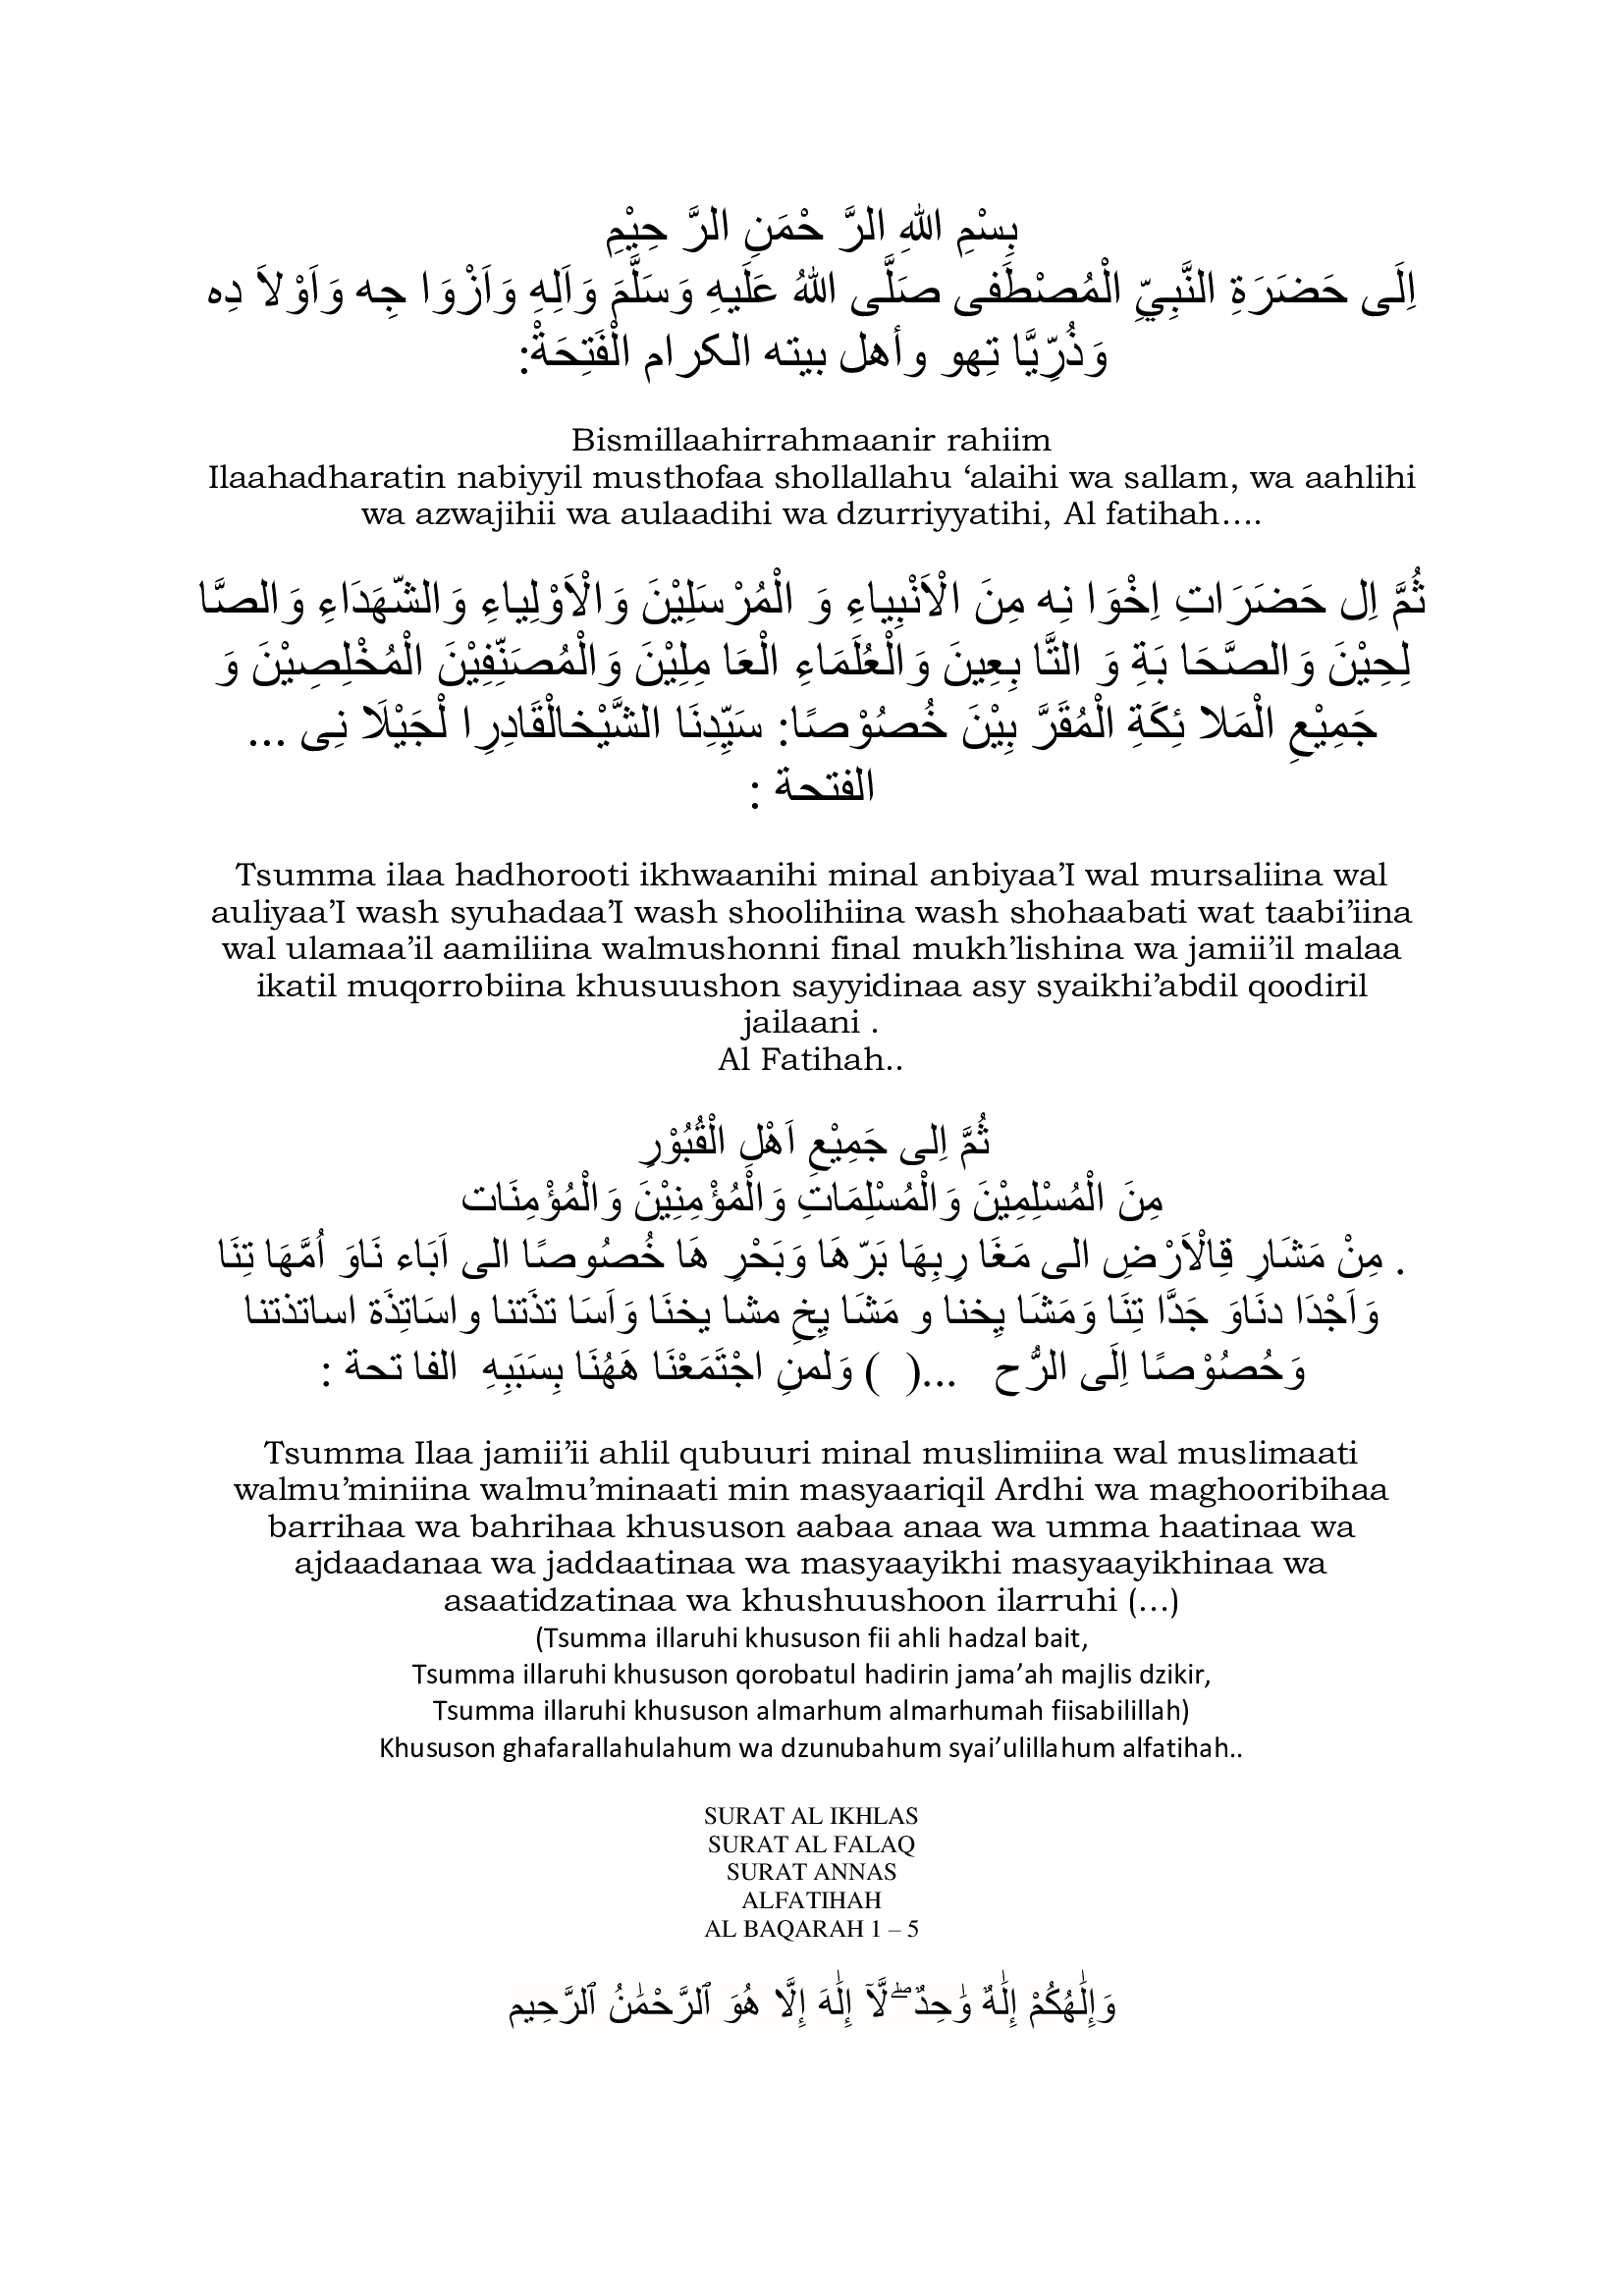 بِسْمِ اللهِ الرَّ حْمَنِ الرَّ حِيْمِ
اِلَى حَضَرَةِ النَّبِيِّ الْمُصْطَفى صَلَّى اللهُ عَلَيهِ وَسَلَّمَ وَاَلِهِ وَاَزْوَا جِه وَاَوْلاَ دِه
وَذُرِّيَّا تِهو وأهل بيته الكرام الْفَتِحَةْ:
Bismillaahirrahmaanir rahiim
Ilaahadharatin nabiyyil musthofaa shollallahu ‘alaihi wa sallam, wa aahlihi
wa azwajihii wa aulaadihi wa dzurriyyatihi, Al fatihah….
ثُمَّ اِل حَضَرَاتِ اِخْوَا نِه مِنَ الْاَنْبِياءِ وَ الْمُرْسَلِيْنَ وَالْاَوْلِياءِ وَالشّهَدَاءِ وَالصَّا
لِحِيْنَ وَالصَّحَا بَةِ وَ التَّا بِعِينَ وَالْعُلَمَاءِ الْعَا مِلِيْنَ وَالْمُصَنِّفِيْنَ الْمُخْلِصِيْنَ وَ
جَمِيْعِ الْمَلا ئِكَةِ الْمُقَرَّ بِيْنَ خُصُوْصًا: سَيِّدِنَا الشَّيْخالْقَادِرِا لْجَيْلَا نِى ...
الفتحة :
Tsumma ilaa hadhorooti ikhwaanihi minal anbiyaa’I wal mursaliina wal
auliyaa’I wash syuhadaa’I wash shoolihiina wash shohaabati wat taabi’iina
wal ulamaa’il aamiliina walmushonni final mukh’lishina wa jamii’il malaa
ikatil muqorrobiina khusuushon sayyidinaa asy syaikhi’abdil qoodiril
jailaani .
Al Fatihah..
ثُمَّ اِلى جَمِيْعِ اَهْلِ الْقُبُوْرِ
مِنَ الْمُسْلِمِيْنَ وَالْمُسْلِمَاتِ وَالْمُؤْمِنِيْنَ وَالْمُؤْمِنَات
. مِنْ مَشَارِ قِالْاَرْضِ الى مَغَا رِبِهَا بَرّهَا وَبَحْرِ هَا خُصُوصًا الى اَبَاء نَاوَ اُمَّهَا تِنَا
وَاَجْدَا دنَاوَ جَدَّا تِنَا وَمَشَا يِخنا و مَشَا يِخِ مشا يخنَا وَاَسَا تذَتنا واسَاتِذَة اساتذتنا
وَحُصُوْصًا اِلَى الرُّح ...( ) وَلمنِ اجْتَمَعْنَا هَهُنَا بِسَبَبِهِ الفا تحة :
Tsumma Ilaa jamii’ii ahlil qubuuri minal muslimiina wal muslimaati
walmu’miniina walmu’minaati min masyaariqil Ardhi wa maghooribihaa
barrihaa wa bahrihaa khususon aabaa anaa wa umma haatinaa wa
ajdaadanaa wa jaddaatinaa wa masyaayikhi masyaayikhinaa wa
asaatidzatinaa wa khushuushoon ilarruhi (…)
(Tsumma illaruhi khususon fii ahli hadzal bait,
Tsumma illaruhi khususon qorobatul hadirin jama’ah majlis dzikir,
Tsumma illaruhi khususon almarhum almarhumah fiisabilillah)
Khususon ghafarallahulahum wa dzunubahum syai’ulillahum alfatihah..
SURAT AL IKHLAS
SURAT AL FALAQ
SURAT ANNAS
ALFATIHAH
AL BAQARAH 1 – 5
وَإِلَٰهُكُمْ إِلَٰهٌ وَٰحِدٌ ۖ لَّآ إِلَٰهَ إِلَّا هُوَ ٱلرَّحْمَٰنُ ٱلرَّحِيم